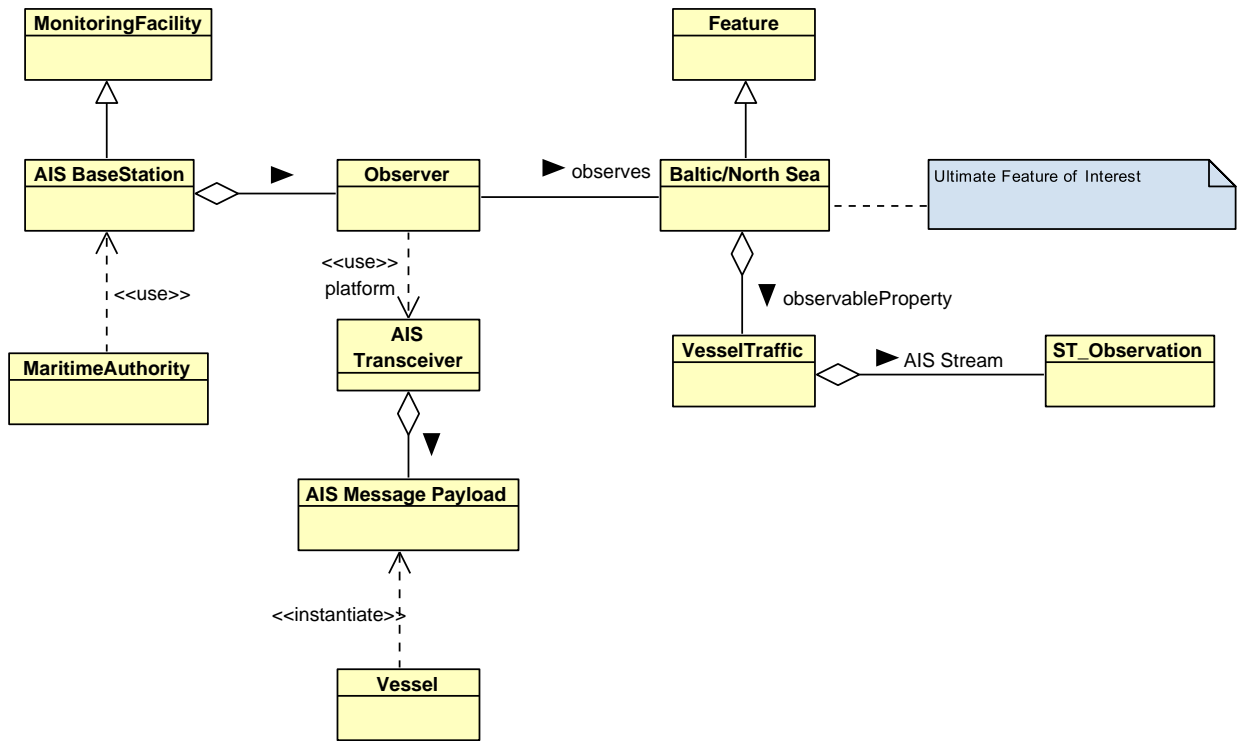 MonitoringFacility
Feature
AIS BaseStation
Observer
observes
Baltic/North Sea
Ultimate Feature of Interest
<<use>>
platform
<<use>>
observableProperty
AIS
Transceiver
VesselTraffic
AIS Stream
ST_Observation
MaritimeAuthority
AIS Message Payload
<<instantiate>>
Vessel